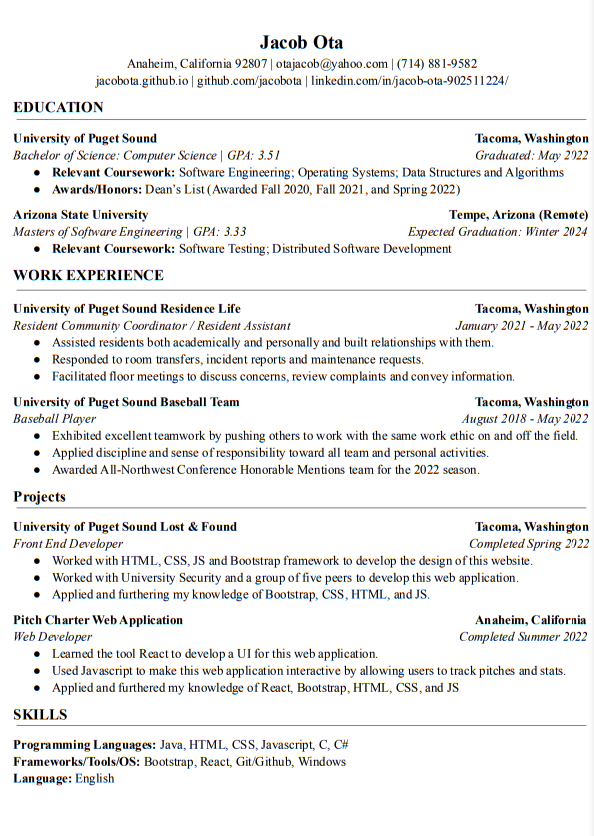 Jacob Ota
Anaheim, California 92807 | otajacob@yahoo.com | (714) 881-9582
jacobota.github.io | github.com/jacobota | linkedin.com/in/jacob-ota-902511224/
EDUCATION
University of Puget Sound Tacoma, Washington
Bachelor of Science: Computer Science | GPA: 3.51 Graduated: May 2022
● Relevant Coursework: Software Engineering; Operating Systems; Data Structures and Algorithms
● Awards/Honors: Dean's List (Awarded Fall 2020, Fall 2021, and Spring 2022)
Arizona State University Tempe, Arizona (Remote)
Masters of Software Engineering | GPA: 3.33 Expected Graduation: Winter 2024
● Relevant Coursework: Software Testing; Distributed Software Development
WORK EXPERIENCE
University of Puget Sound Residence Life Tacoma, Washington
Resident Community Coordinator / Resident Assistant January 2021 - May 2022
● Assisted residents both academically and personally and built relationships with them.
● Responded to room transfers, incident reports and maintenance requests.
● Facilitated floor meetings to discuss concerns, review complaints and convey information.
University of Puget Sound Baseball Team Tacoma, Washington
Baseball Player August 2018 - May 2022
● Exhibited excellent teamwork by pushing others to work with the same work ethic on and off the field.
● Applied discipline and sense of responsibility toward all team and personal activities.
● Awarded All-Northwest Conference Honorable Mentions team for the 2022 season.
Projects
University of Puget Sound Lost & Found Tacoma, Washington
Front End Developer Completed Spring 2022
● Worked with HTML, CSS, JS and Bootstrap framework to develop the design of this website.
● Worked with University Security and a group of five peers to develop this web application.
● Applied and furthering my knowledge of Bootstrap, CSS, HTML, and JS.
Pitch Charter Web Application Anaheim, California
Web Developer Completed Summer 2022
● Learned the tool React to develop a UI for this web application.
● Used Javascript to make this web application interactive by allowing users to track pitches and stats.
● Applied and furthered my knowledge of React, Bootstrap, HTML, CSS, and JS
SKILLS
Programming Languages: Java, HTML, CSS, Javascript, C, C#
Frameworks/Tools/OS: Bootstrap, React, Git/Github, Windows
Language: English